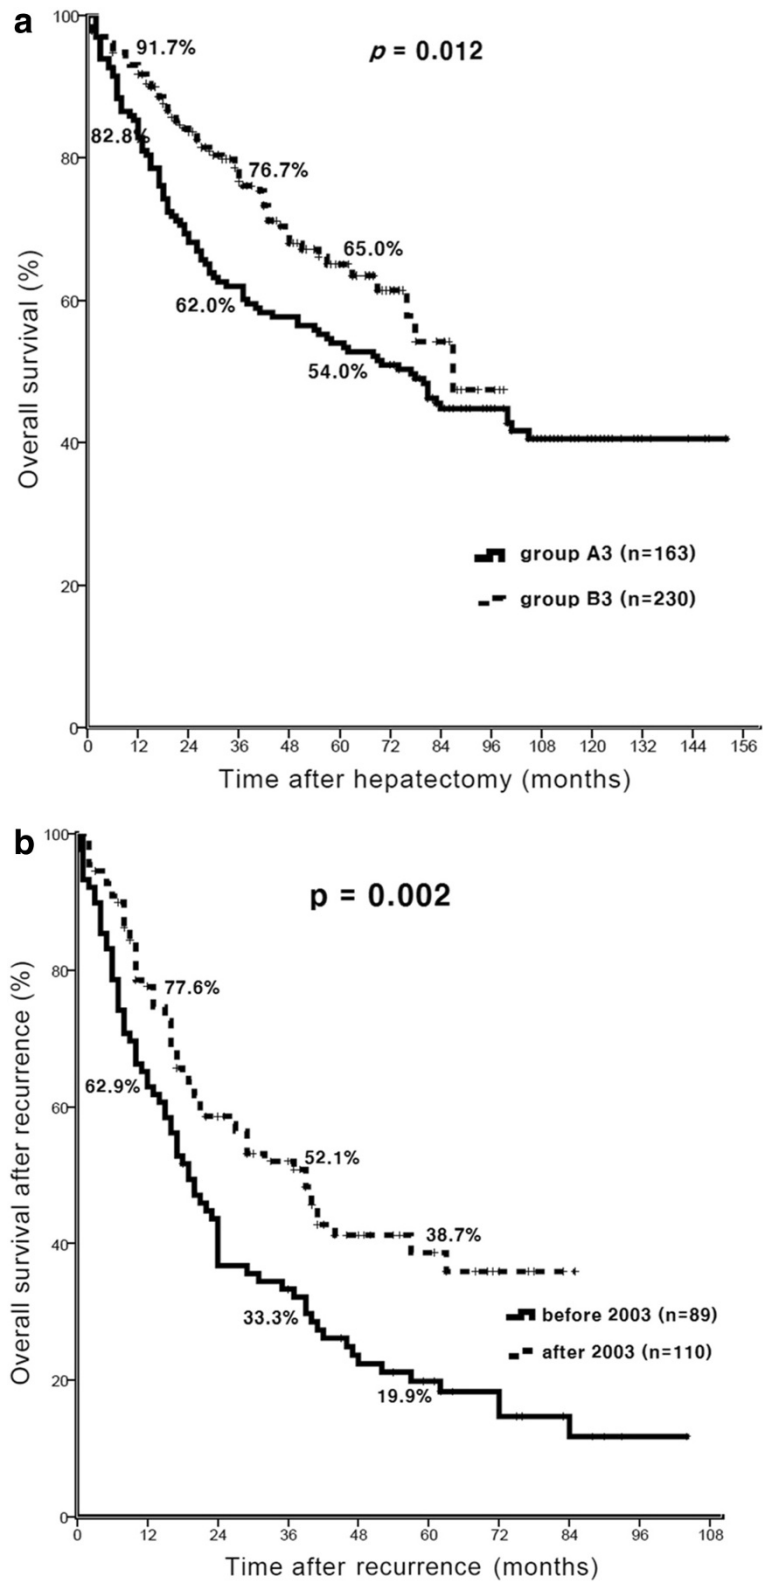 a
100
80
60
40
20
0
Overall survival (%)
p = 0.012
91.7%
82.8%
76.7%
65.0%
62.0%
54.0%
group A3 (n=163)
group B3 (n=230)
0 12 24 36 48 60 72 84 96 108 120 132 144 156
Time after hepatectomy (months)
b
100
80
60
40
20
0
Overall survival after recurrence (%)
p = 0.002
77.6%
62.9%
52.1%
38.7%
33.3%
19.9%
before 2003 (n=89)
after 2003 (n=110)
0 12 24 36 48 60 72 84 96 108
Time after recurrence (months)